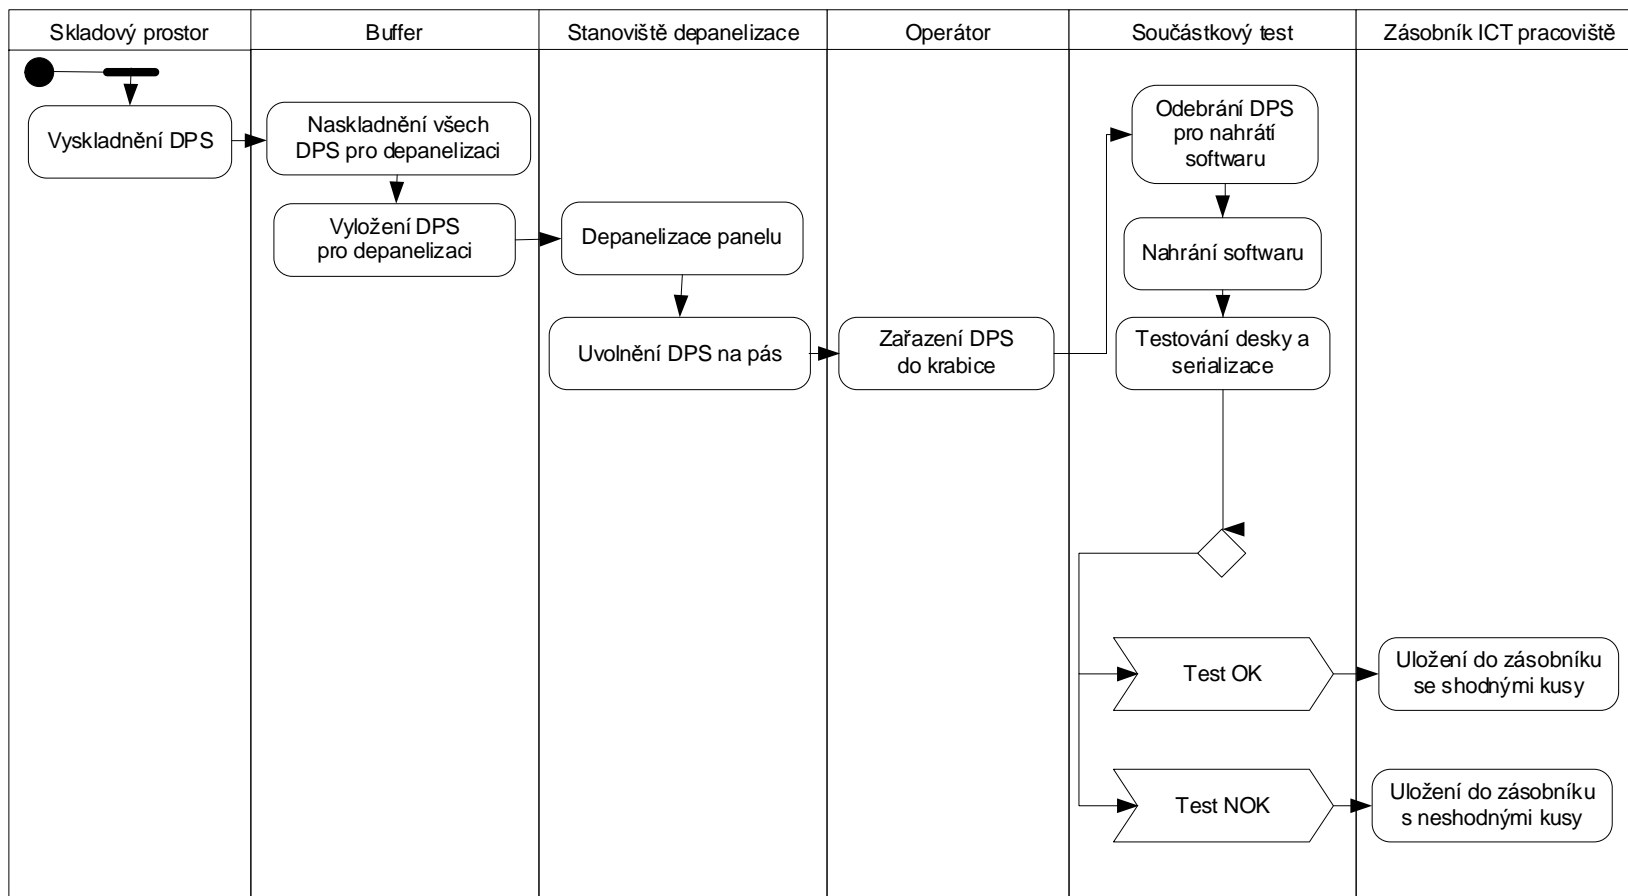 Skladový prostor
Buffer
Stanoviště depanelizace
Operátor
Součástkový test
Zásobník ICT pracoviště
Vyskladnění DPS
Naskladnění všech
DPS pro depanelizaci
Vyložení DPS
pro depanelizaci
Depanelizace panelu
Uvolnění DPS na pás
Zařazení DPS
do krabice
Odebrání DPS
pro nahrátí
softwaru
Nahrání softwaru
Testování desky a
serializace
Test OK
Uložení do zásobníku
se shodnými kusy
Test NOK
Uložení do zásobníku
s neshodnými kusy